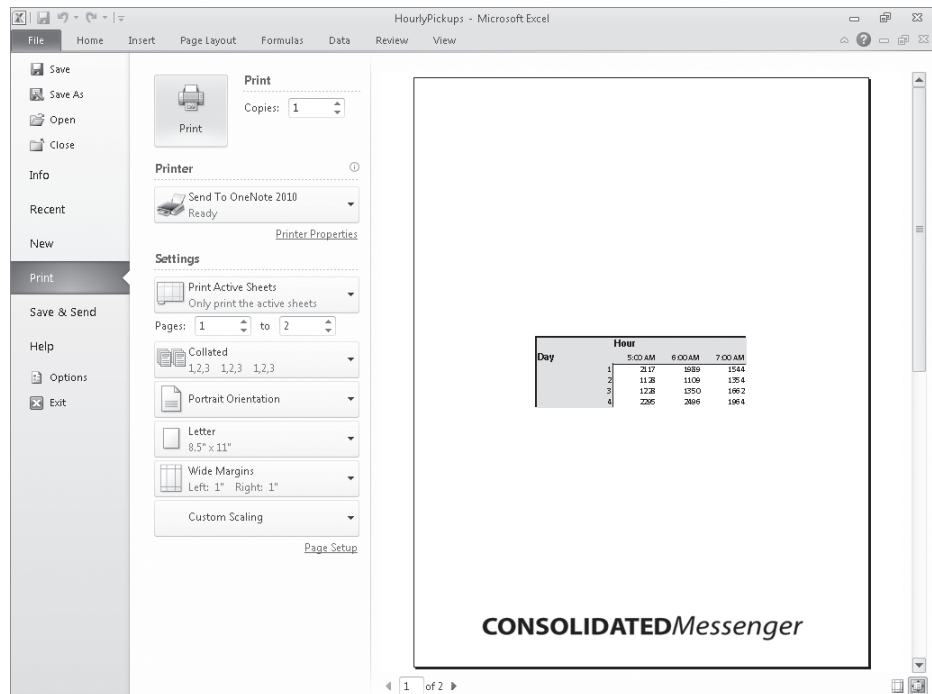 HourlyPickups - Microsoft Excel
File Home Insert Page Layout Formulas Data Review View
Save
Save As
Open
Close
Info
Recent
New
Print
Save & Send
Help
Options
Exit
Print
Print
Copies: 1
Printer
Send To OneNote 2010
Ready
Printer Properties
Settings
Print Active Sheets
Only print the active sheets
Pages: 1 to 2
Collated
1,2,3 1,2,3 1,2,3
Portrait Orientation
Letter
8.5" x 11"
Wide Margins
Left: 1" Right: 1"
Custom Scaling
Page Setup
Hour
Day 5:00 AM 6:00 AM 7:00 AM
1 2117 1989 1544
2 1128 1109 1354
3 1228 1350 1662
4 2295 2496 1964
CONSOLIDATEDMessenger
1 of 2